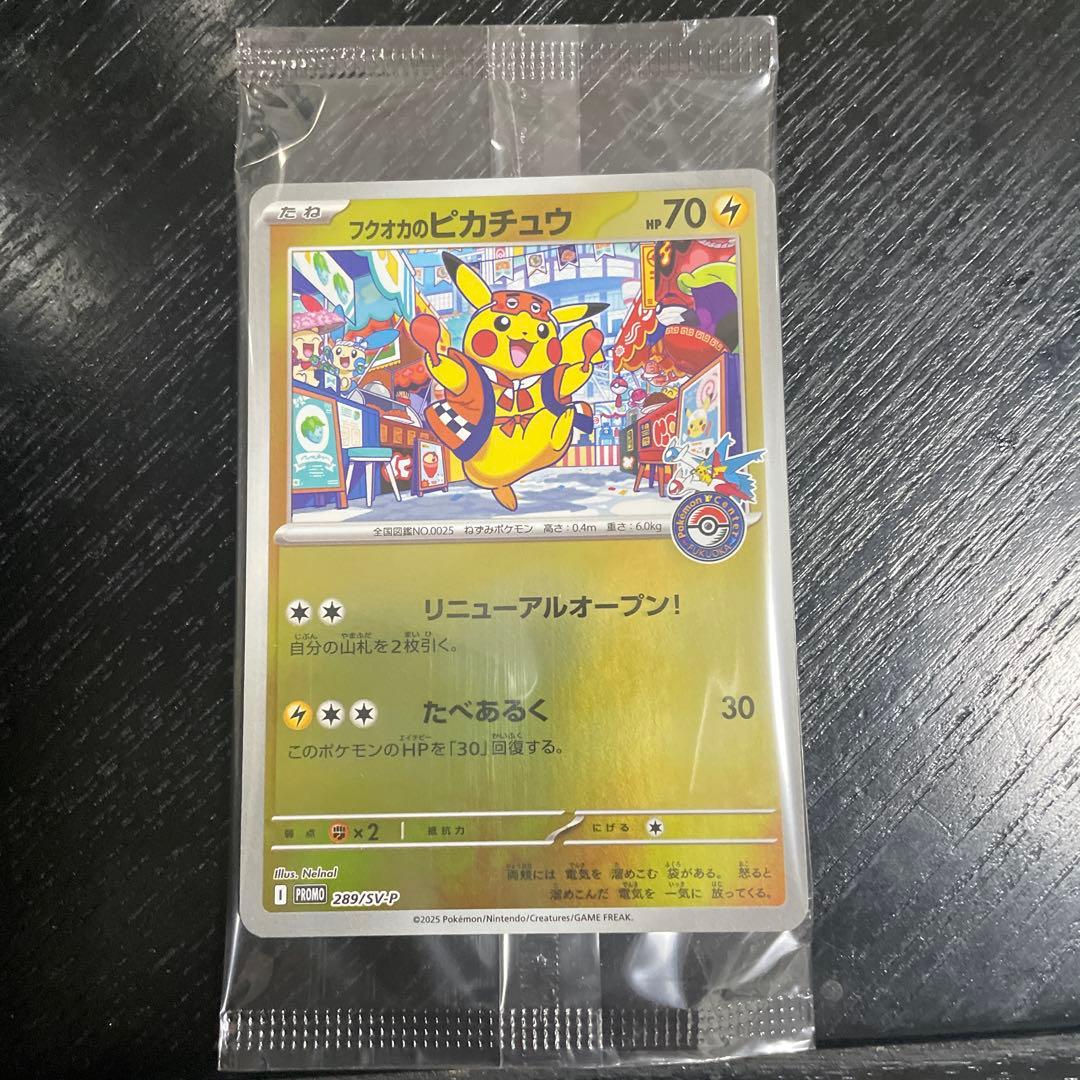 たね
フクオカのピカチュウ
HP 70
全国図鑑NO.0025 ねずみポケモン 高さ:0.4m 重さ:6.0kg
Pokémon Center
FUKUOKA
リニューアルオープン!
自分の山札を2枚引く。
たべあるく 30
このポケモンのHPを「30」回復する。
弱点 ×2 抵抗力 にげる
Illus. Nelnal
両頬には 電気を 溜めこむ 袋がある。 怒ると
溜めこんだ 電気を 一気に 放ってくる。
I PROMO 289/SV-P
©2025 Pokémon/Nintendo/Creatures/GAME FREAK.